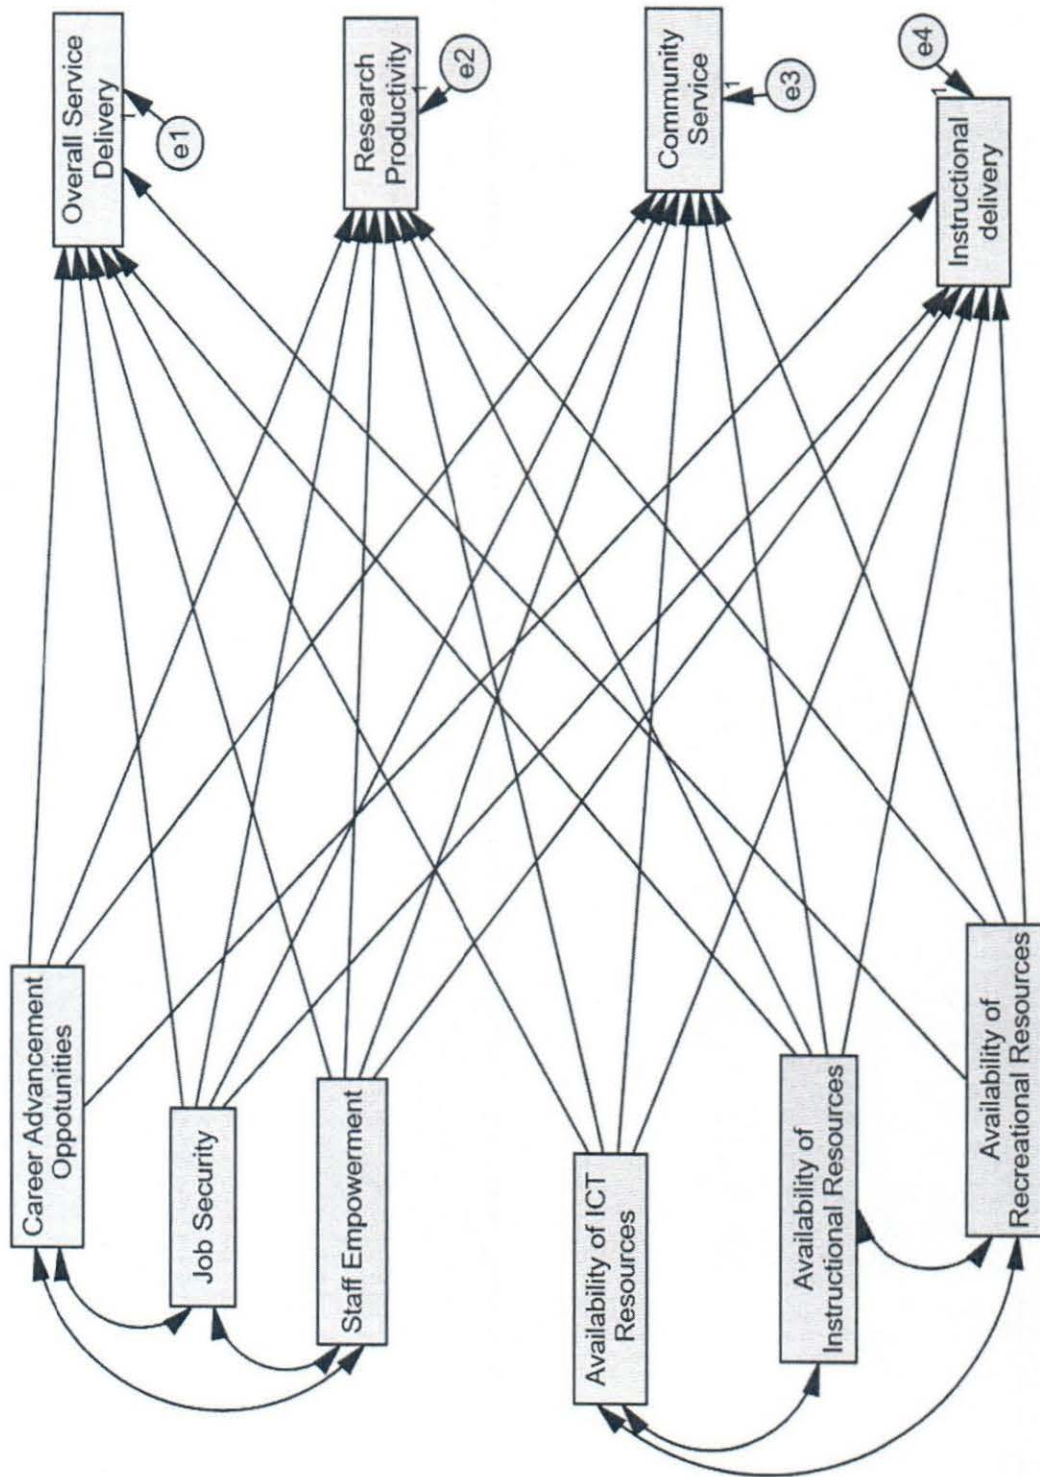 Overall Service
Delivery
1
e1
Research
Productivity
1
e2
Community
Service
1
e3
Instructional
delivery
1
e4
Career Advancement
Oppotunities
Job Security
Staff Empowerment
Availability of ICT
Resources
Availability of
Instructional Resources
Availability of
Recreational Resources